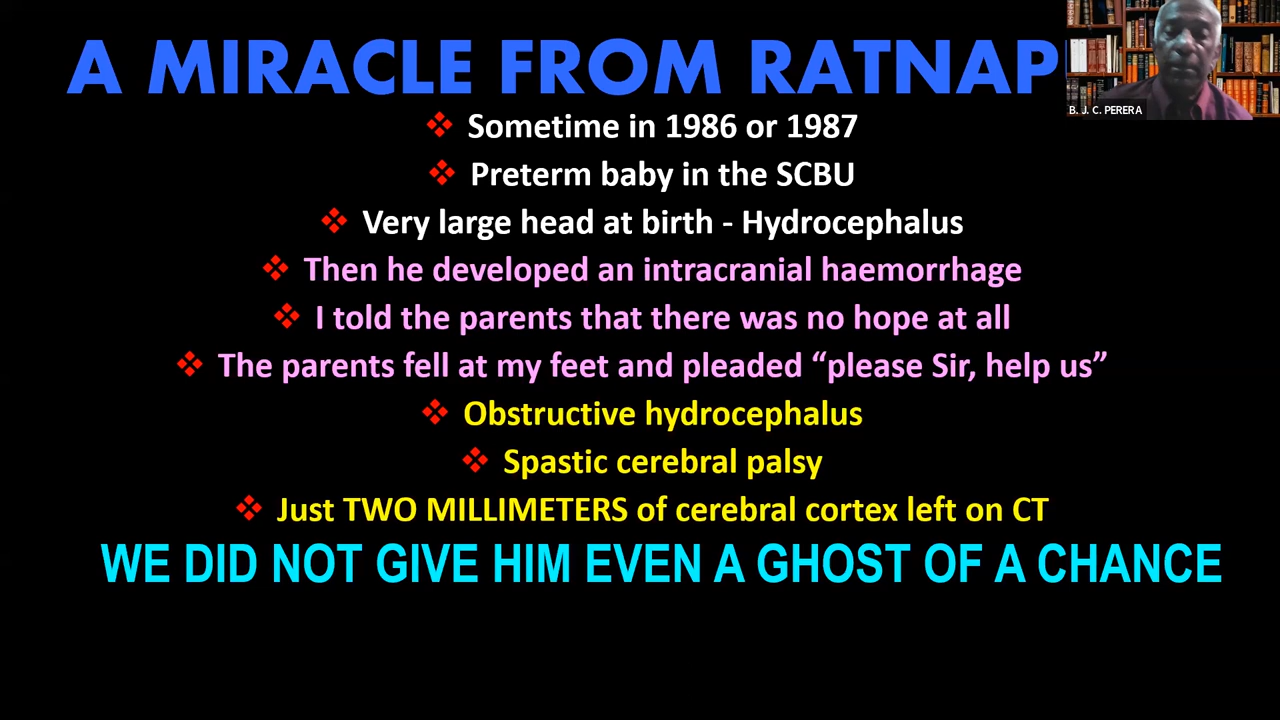 A MIRACLE FROM RATNAP
B. J. C. PERERA
❖ Sometime in 1986 or 1987
❖ Preterm baby in the SCBU
❖ Very large head at birth - Hydrocephalus
❖ Then he developed an intracranial haemorrhage
❖ I told the parents that there was no hope at all
❖ The parents fell at my feet and pleaded “please Sir, help us”
❖ Obstructive hydrocephalus
❖ Spastic cerebral palsy
❖ Just TWO MILLIMETERS of cerebral cortex left on CT
WE DID NOT GIVE HIM EVEN A GHOST OF A CHANCE